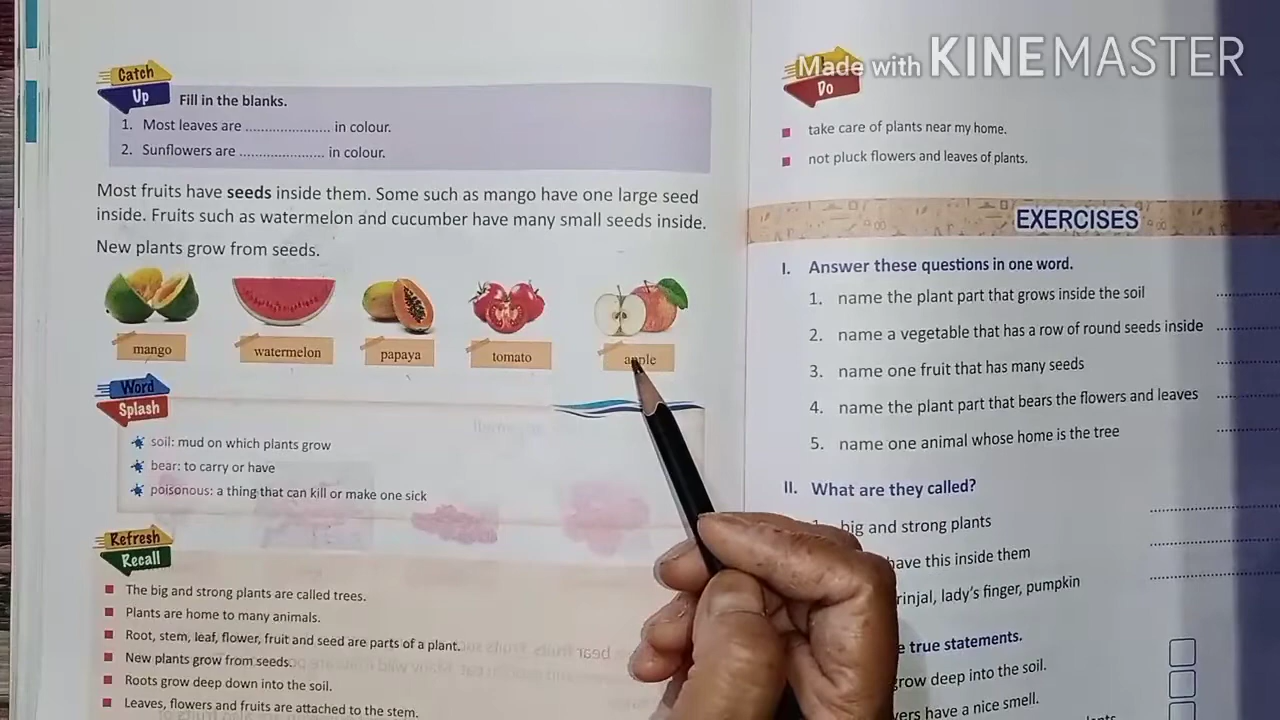 Catch
Up
Fill in the blanks.
1. Most leaves are ..................... in colour.
2. Sunflowers are ..................... in colour.
Most fruits have seeds inside them. Some such as mango have one large seed
inside. Fruits such as watermelon and cucumber have many small seeds inside.
New plants grow from seeds.
mango
watermelon
papaya
tomato
apple
Word
Splash
soil: mud on which plants grow
bear: to carry or have
poisonous: a thing that can kill or make one sick
Refresh
Recall
The big and strong plants are called trees.
Plants are home to many animals.
Root, stem, leaf, flower, fruit and seed are parts of a plant.
New plants grow from seeds.
Roots grow deep down into the soil.
Leaves, flowers and fruits are attached to the stem.
Made with KINEMASTER
Do
take care of plants near my home.
not pluck flowers and leaves of plants.
EXERCISES
I. Answer these questions in one word.
1. name the plant part that grows inside the soil
2. name a vegetable that has a row of round seeds inside
3. name one fruit that has many seeds
4. name the plant part that bears the flowers and leaves
5. name one animal whose home is the tree
II. What are they called?
big and strong plants
have this inside them
lady's finger, pumpkin
true statements.
grow deep into the soil.
have a nice smell.